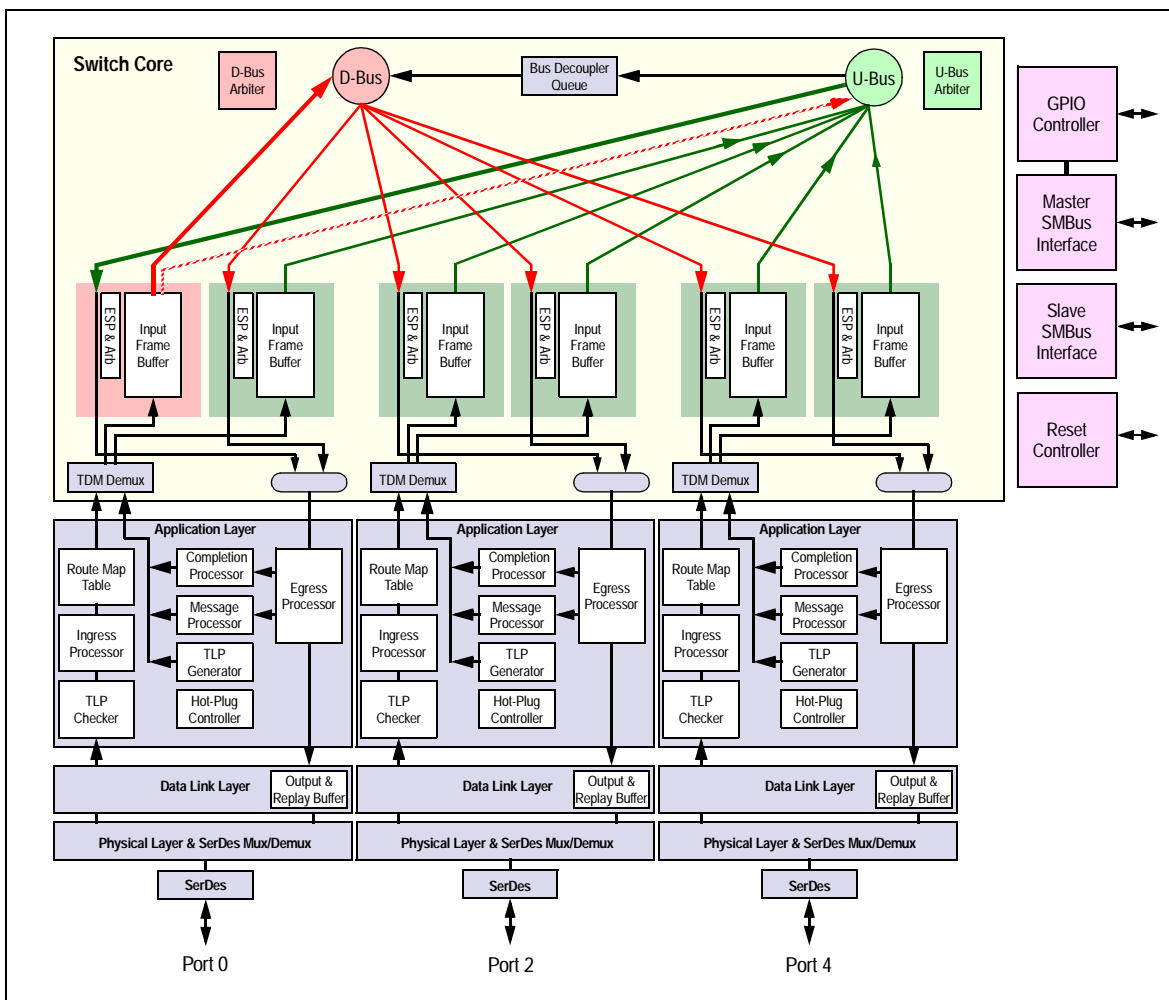 Switch Core
D-Bus
Arbiter
D-Bus
Bus Decoupler
Queue
U-Bus
U-Bus
Arbiter
GPIO
Controller
Master
SMBus
Interface
Slave
SMBus
Interface
Reset
Controller
ESP & Arb
Input
Frame
Buffer
ESP & Arb
Input
Frame
Buffer
ESP & Arb
Input
Frame
Buffer
ESP & Arb
Input
Frame
Buffer
ESP & Arb
Input
Frame
Buffer
ESP & Arb
Input
Frame
Buffer
TDM Demux
TDM Demux
TDM Demux
Application Layer
Route Map
Table
Completion
Processor
Egress
Processor
Ingress
Processor
Message
Processor
TLP
Generator
TLP
Checker
Hot-Plug
Controller
Application Layer
Route Map
Table
Completion
Processor
Egress
Processor
Ingress
Processor
Message
Processor
TLP
Generator
TLP
Checker
Hot-Plug
Controller
Application Layer
Route Map
Table
Completion
Processor
Egress
Processor
Ingress
Processor
Message
Processor
TLP
Generator
TLP
Checker
Hot-Plug
Controller
Data Link Layer
Output &
Replay Buffer
Data Link Layer
Output &
Replay Buffer
Data Link Layer
Output &
Replay Buffer
Physical Layer & SerDes Mux/Demux
Physical Layer & SerDes Mux/Demux
Physical Layer & SerDes Mux/Demux
SerDes
SerDes
SerDes
Port 0
Port 2
Port 4